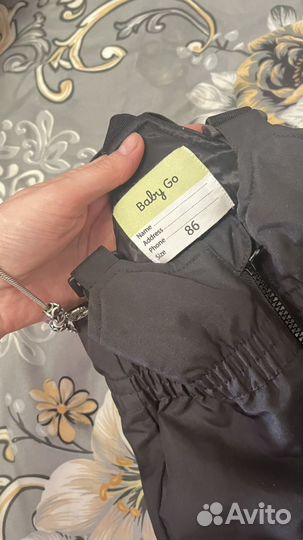 Baby Go
Name
Address
Phone
Size 86
Avito